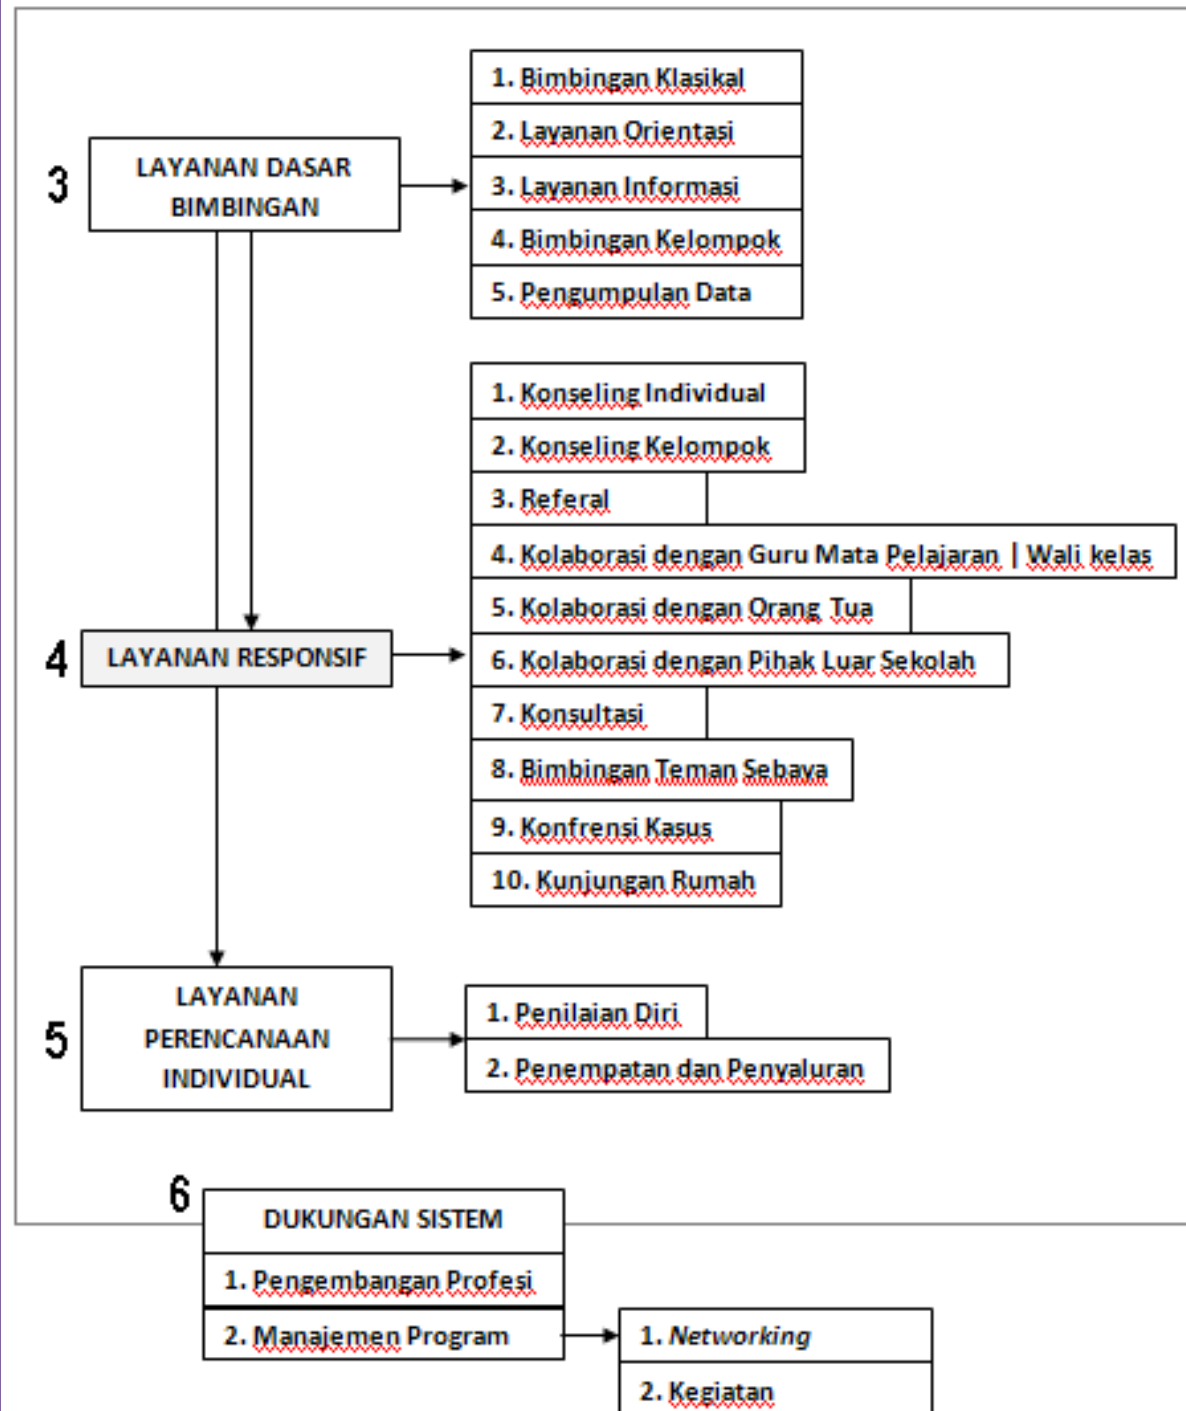 3
LAYANAN DASAR
BIMBINGAN
1. Bimbingan Klasikal
2. Layanan Orientasi
3. Layanan Informasi
4. Bimbingan Kelompok
5. Pengumpulan Data
4
LAYANAN RESPONSIF
1. Konseling Individual
2. Konseling Kelompok
3. Referal
4. Kolaborasi dengan Guru Mata Pelajaran | Wali kelas
5. Kolaborasi dengan Orang Tua
6. Kolaborasi dengan Pihak Luar Sekolah
7. Konsultasi
8. Bimbingan Teman Sebaya
9. Konfrensi Kasus
10. Kunjungan Rumah
5
LAYANAN
PERENCANAAN
INDIVIDUAL
1. Penilaian Diri
2. Penempatan dan Penyaluran
6
DUKUNGAN SISTEM
1. Pengembangan Profesi
2. Manajemen Program
1. Networking
2. Kegiatan